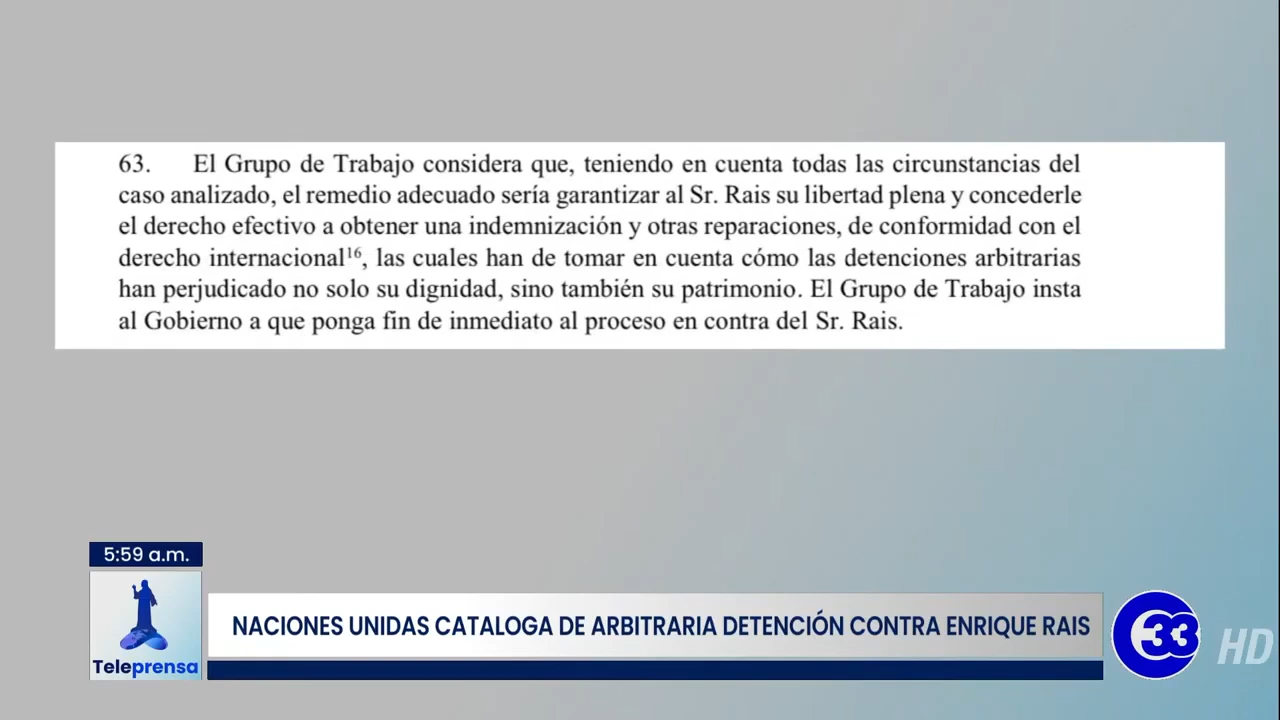 63. El Grupo de Trabajo considera que, teniendo en cuenta todas las circunstancias del
caso analizado, el remedio adecuado sería garantizar al Sr. Rais su libertad plena y concederle
el derecho efectivo a obtener una indemnización y otras reparaciones, de conformidad con el
derecho internacional¹⁶, las cuales han de tomar en cuenta cómo las detenciones arbitrarias
han perjudicado no solo su dignidad, sino también su patrimonio. El Grupo de Trabajo insta
al Gobierno a que ponga fin de inmediato al proceso en contra del Sr. Rais.
5:59 a.m.
NACIONES UNIDAS CATALOGA DE ARBITRARIA DETENCIÓN CONTRA ENRIQUE RAIS
Teleprensa
33
HD